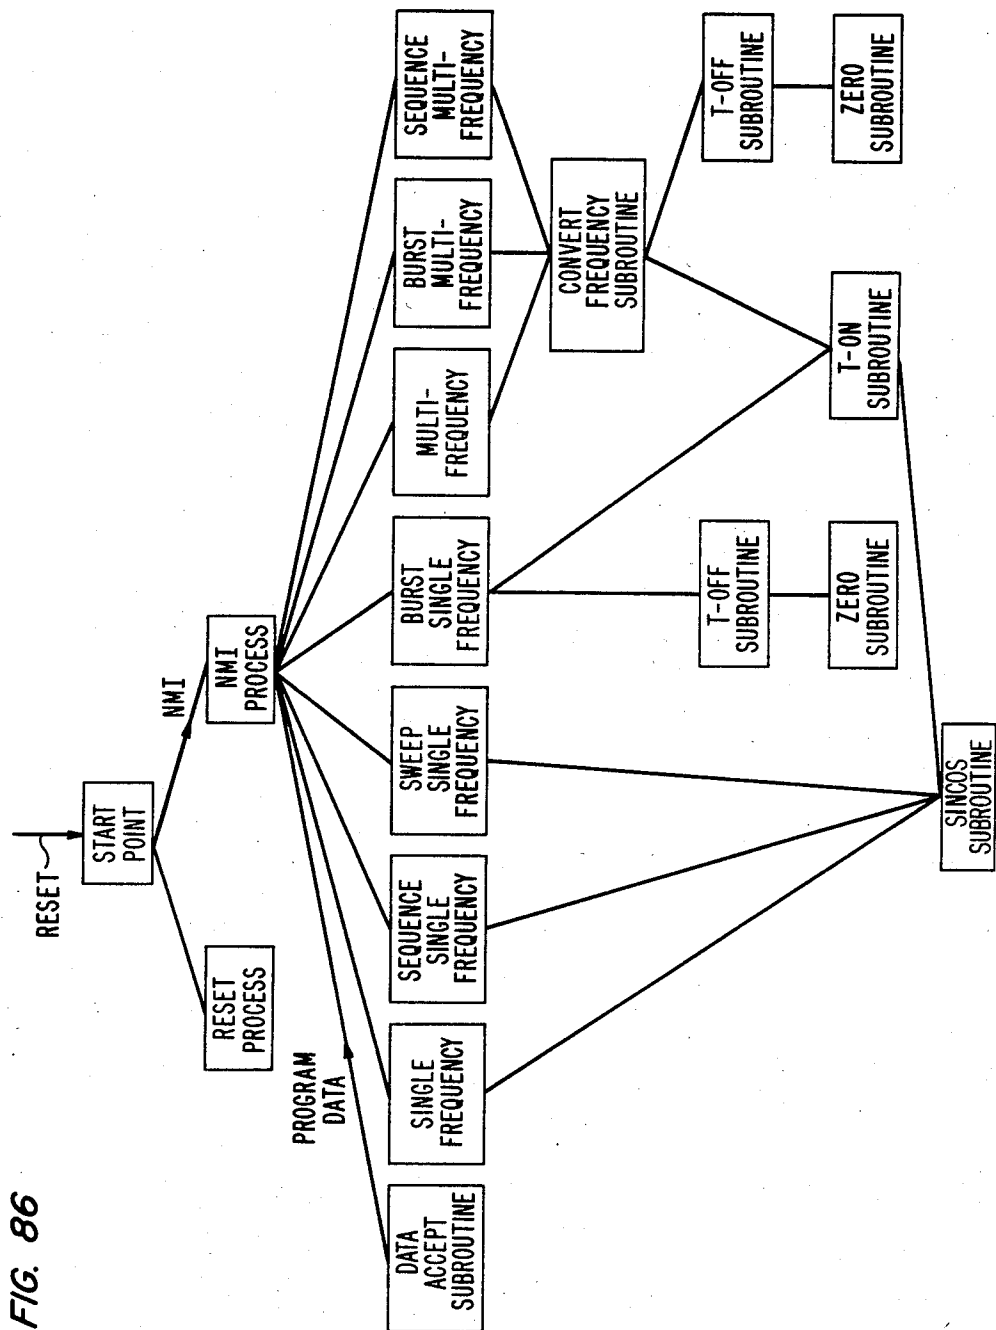 FIG. 86
RESET
START
POINT
NMI
RESET
PROCESS
NMI
PROCESS
PROGRAM
DATA
DATA
ACCEPT
SUBROUTINE
SINGLE
FREQUENCY
SEQUENCE
SINGLE
FREQUENCY
SWEEP
SINGLE
FREQUENCY
BURST
SINGLE
FREQUENCY
MULTI-
FREQUENCY
BURST
MULTI-
FREQUENCY
SEQUENCE
MULTI-
FREQUENCY
CONVERT
FREQUENCY
SUBROUTINE
T-OFF
SUBROUTINE
T-OFF
SUBROUTINE
ZERO
SUBROUTINE
T-ON
SUBROUTINE
ZERO
SUBROUTINE
SINCOS
SUBROUTINE